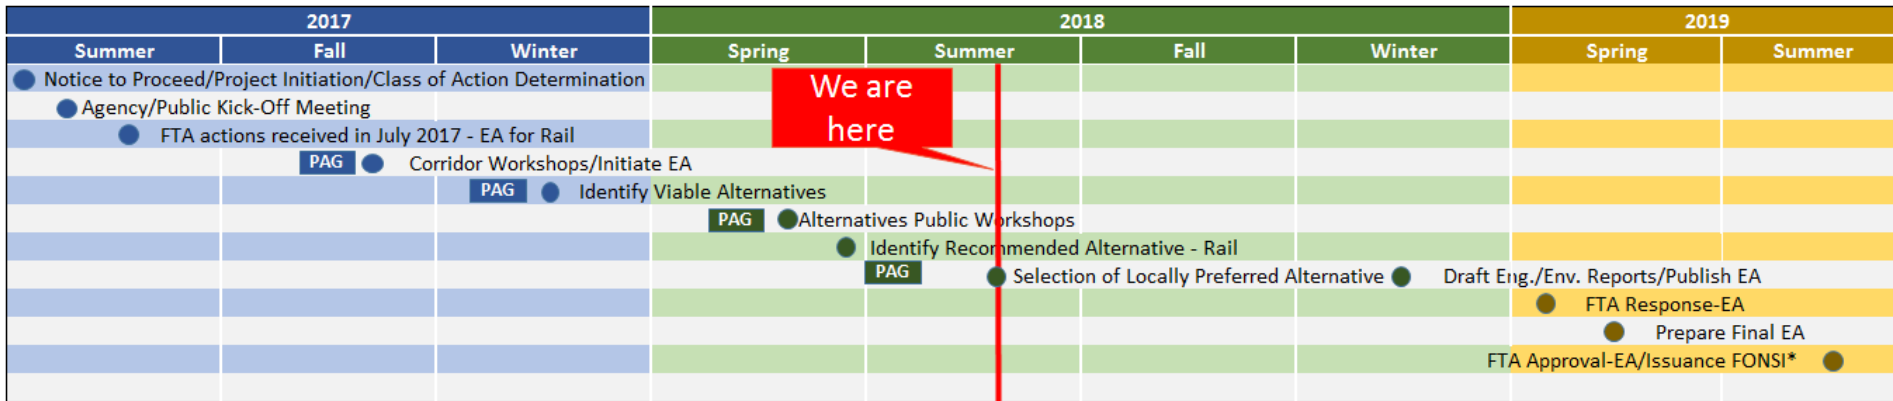 2017 2018 2019
Summer Fall Winter Spring Summer Fall Winter Spring Summer
Notice to Proceed/Project Initiation/Class of Action Determination
We are
here
Agency/Public Kick-Off Meeting
FTA actions received in July 2017 - EA for Rail
PAG Corridor Workshops/Initiate EA
PAG Identify Viable Alternatives
PAG Alternatives Public Workshops
Identify Recommended Alternative - Rail
PAG Selection of Locally Preferred Alternative Draft Eng./Env. Reports/Publish EA
FTA Response-EA
Prepare Final EA
FTA Approval-EA/Issuance FONSI*